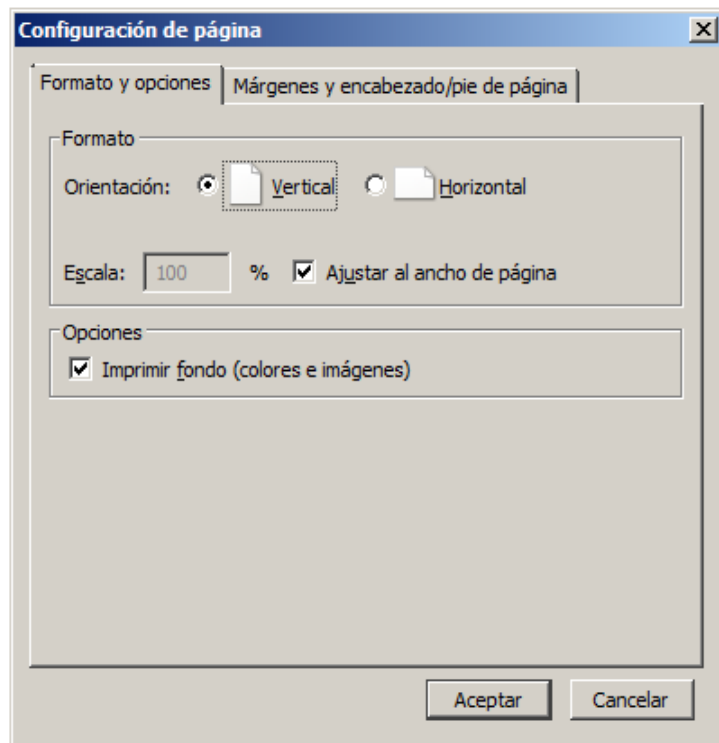 Configuración de página
Formato y opciones Márgenes y encabezado/pie de página
Formato
Orientación: Vertical Horizontal
Escala: 100 % Ajustar al ancho de página
Opciones
Imprimir fondo (colores e imágenes)
Aceptar Cancelar